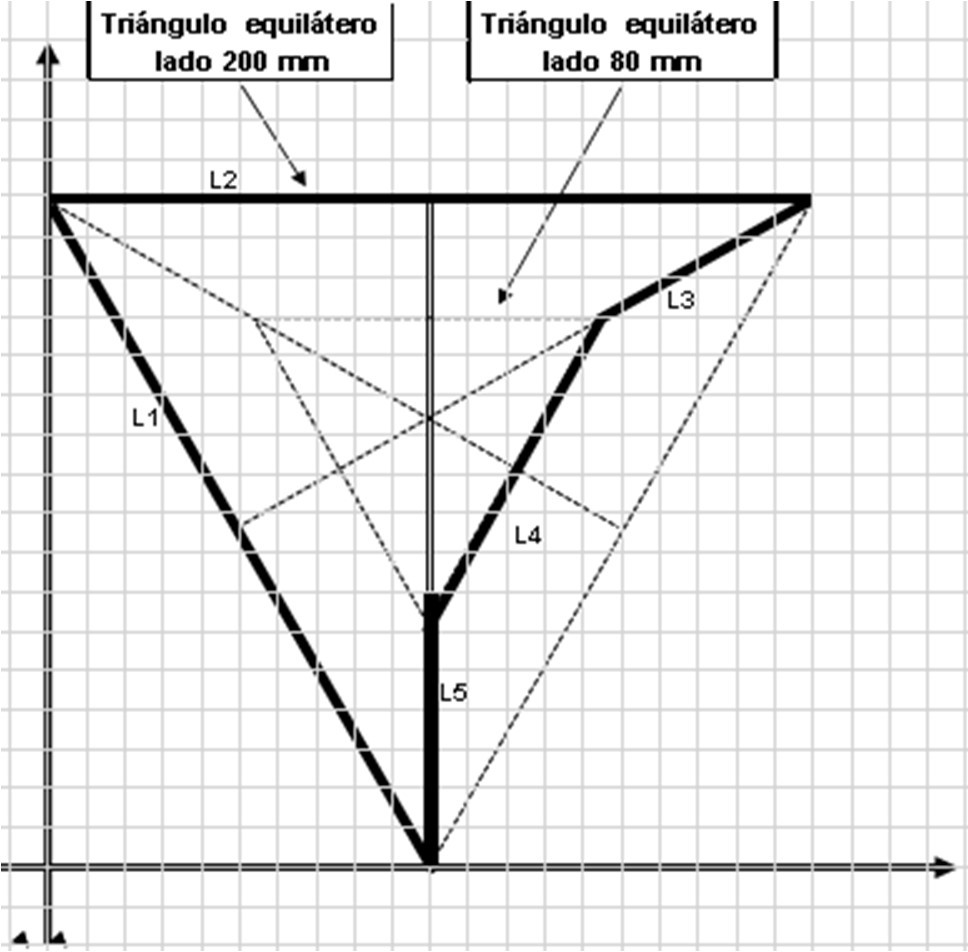 Triángulo equilátero
lado 200 mm
Triángulo equilátero
lado 80 mm
L2
L3
L1
L4
L5